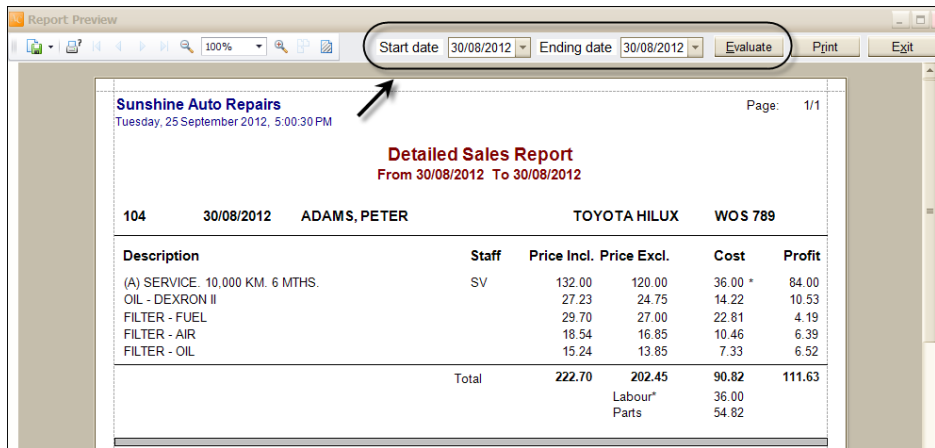 Report Preview
100% Start date 30/08/2012 Ending date 30/08/2012 Evaluate Print Exit
Sunshine Auto Repairs Page: 1/1
Tuesday, 25 September 2012, 5:00:30 PM
Detailed Sales Report
From 30/08/2012 To 30/08/2012
104 30/08/2012 ADAMS, PETER TOYOTA HILUX WOS 789
Description Staff Price Incl. Price Excl. Cost Profit
(A) SERVICE. 10,000 KM. 6 MTHS. SV 132.00 120.00 36.00 * 84.00
OIL - DEXRON II 27.23 24.75 14.22 10.53
FILTER - FUEL 29.70 27.00 22.81 4.19
FILTER - AIR 18.54 16.85 10.46 6.39
FILTER - OIL 15.24 13.85 7.33 6.52
Total 222.70 202.45 90.82 111.63
Labour* 36.00
Parts 54.82